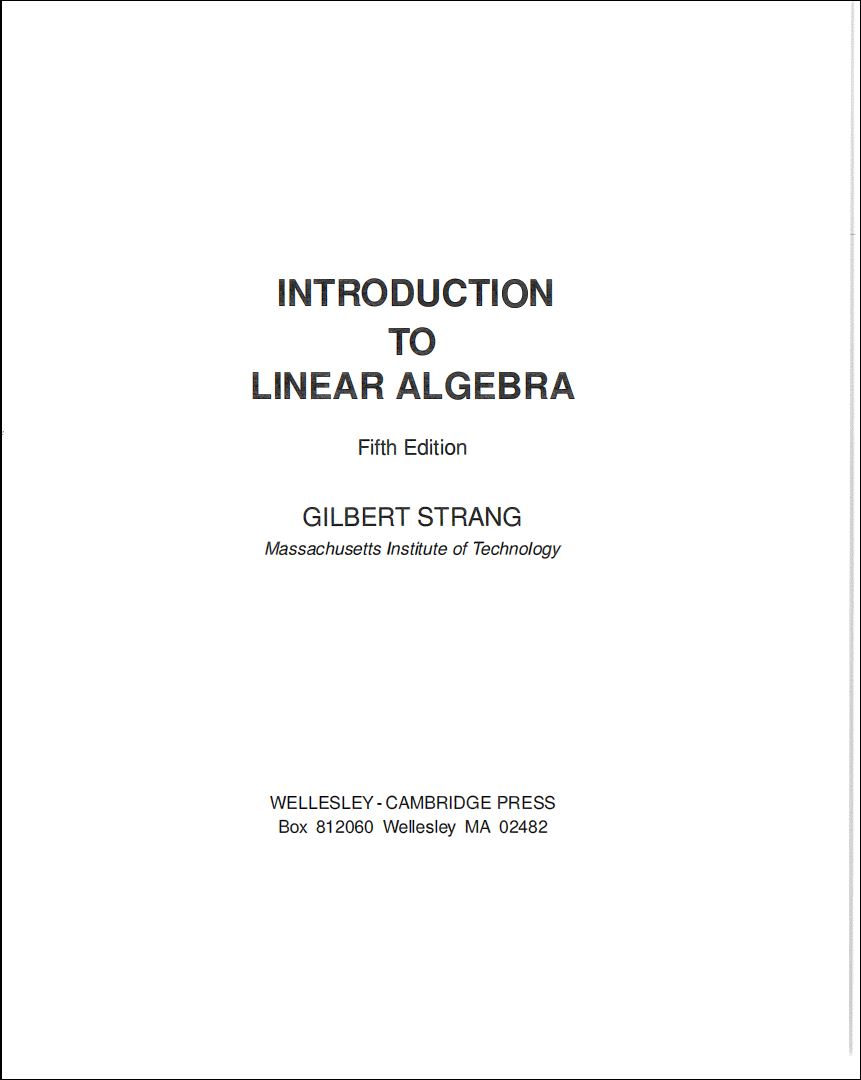 INTRODUCTION
TO
LINEAR ALGEBRA
Fifth Edition
GILBERT STRANG
Massachusetts Institute of Technology
WELLESLEY - CAMBRIDGE PRESS
Box 812060 Wellesley MA 02482